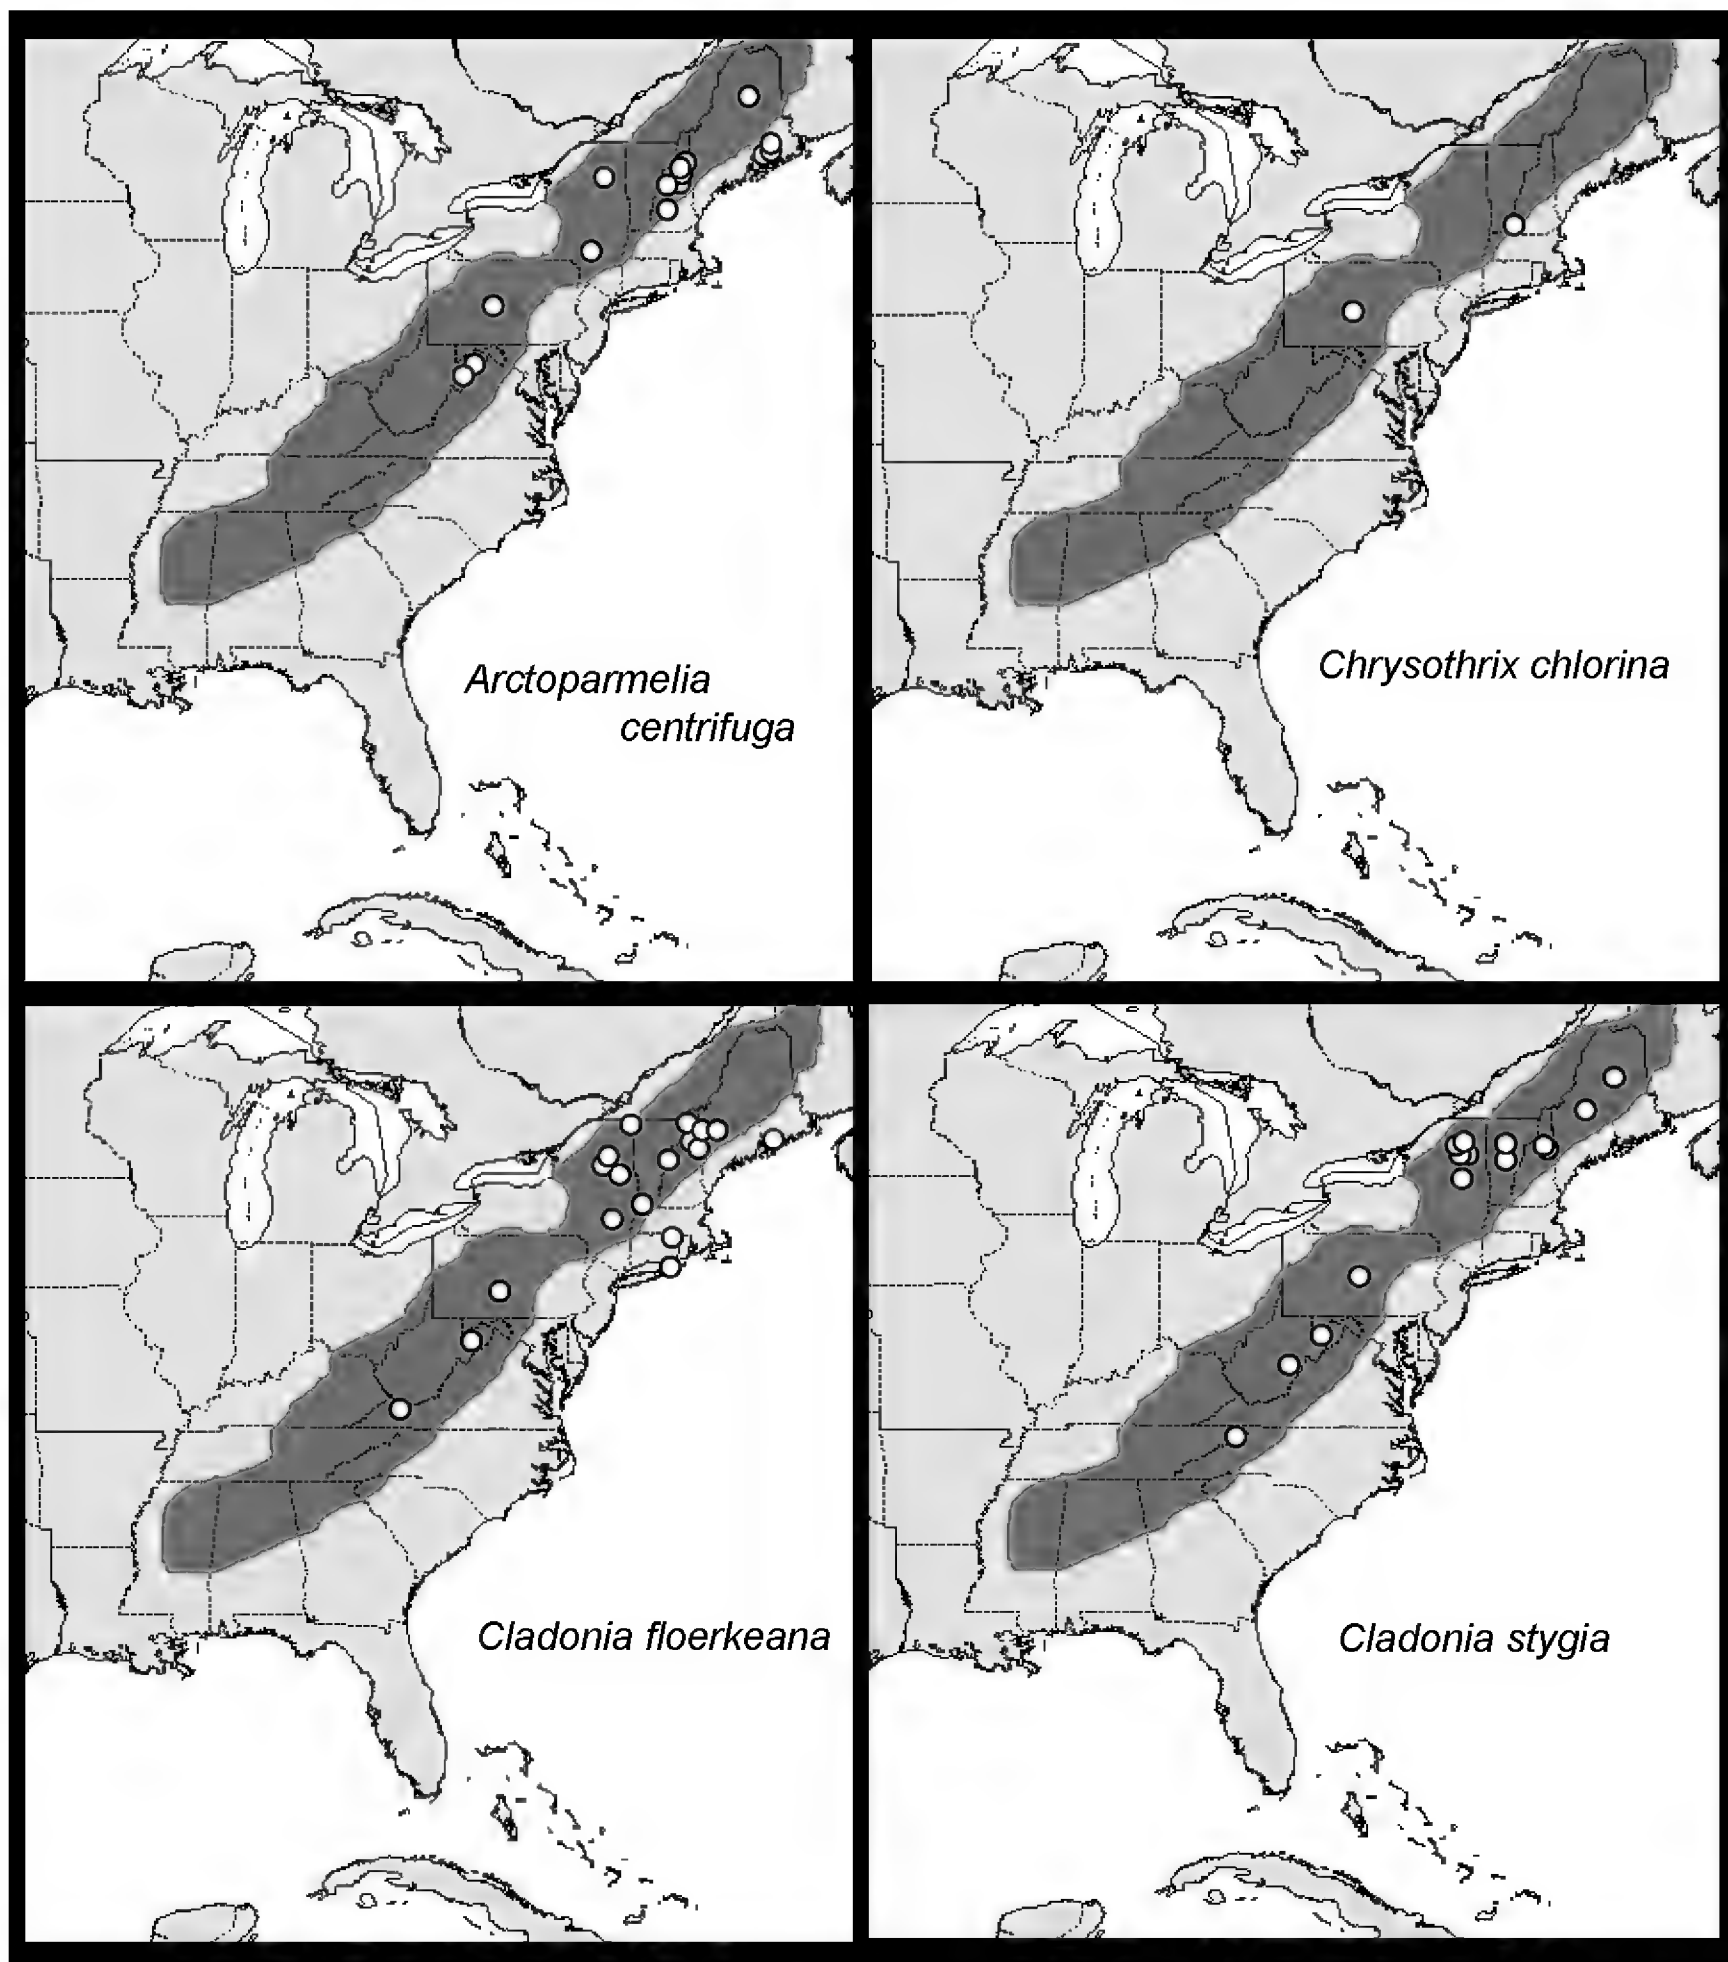 Arctoparmelia
centrifuga
Chrysothrix chlorina
Cladonia floerkeana
Cladonia stygia